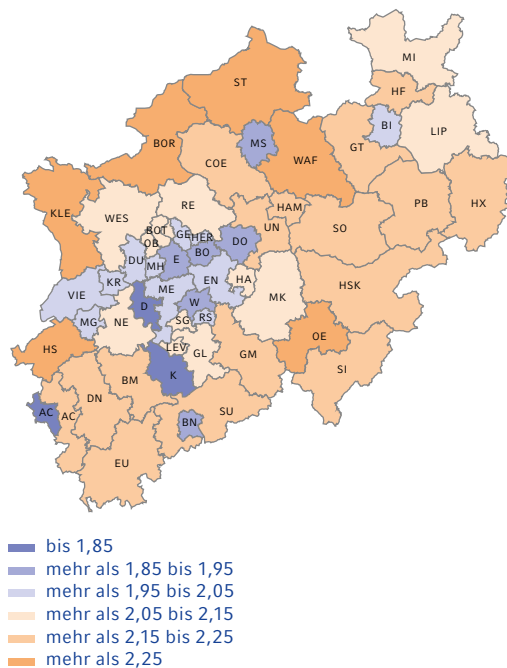 MI
ST
HF
BI
LIP
MS
BOR
GT
WAF
COE
RE
KLE
WES
HAM
PB
HX
BOT
UN
SO
GE
HER
DO
OB
BO
DU
MH
E
EN
HA
KR
ME
HSK
VIE
MK
D
W
RS
MG
NE
SG
OE
HS
LEV
GL
GM
SI
K
BM
DN
AC
AC
SU
BN
EU
bis 1,85
mehr als 1,85 bis 1,95
mehr als 1,95 bis 2,05
mehr als 2,05 bis 2,15
mehr als 2,15 bis 2,25
mehr als 2,25